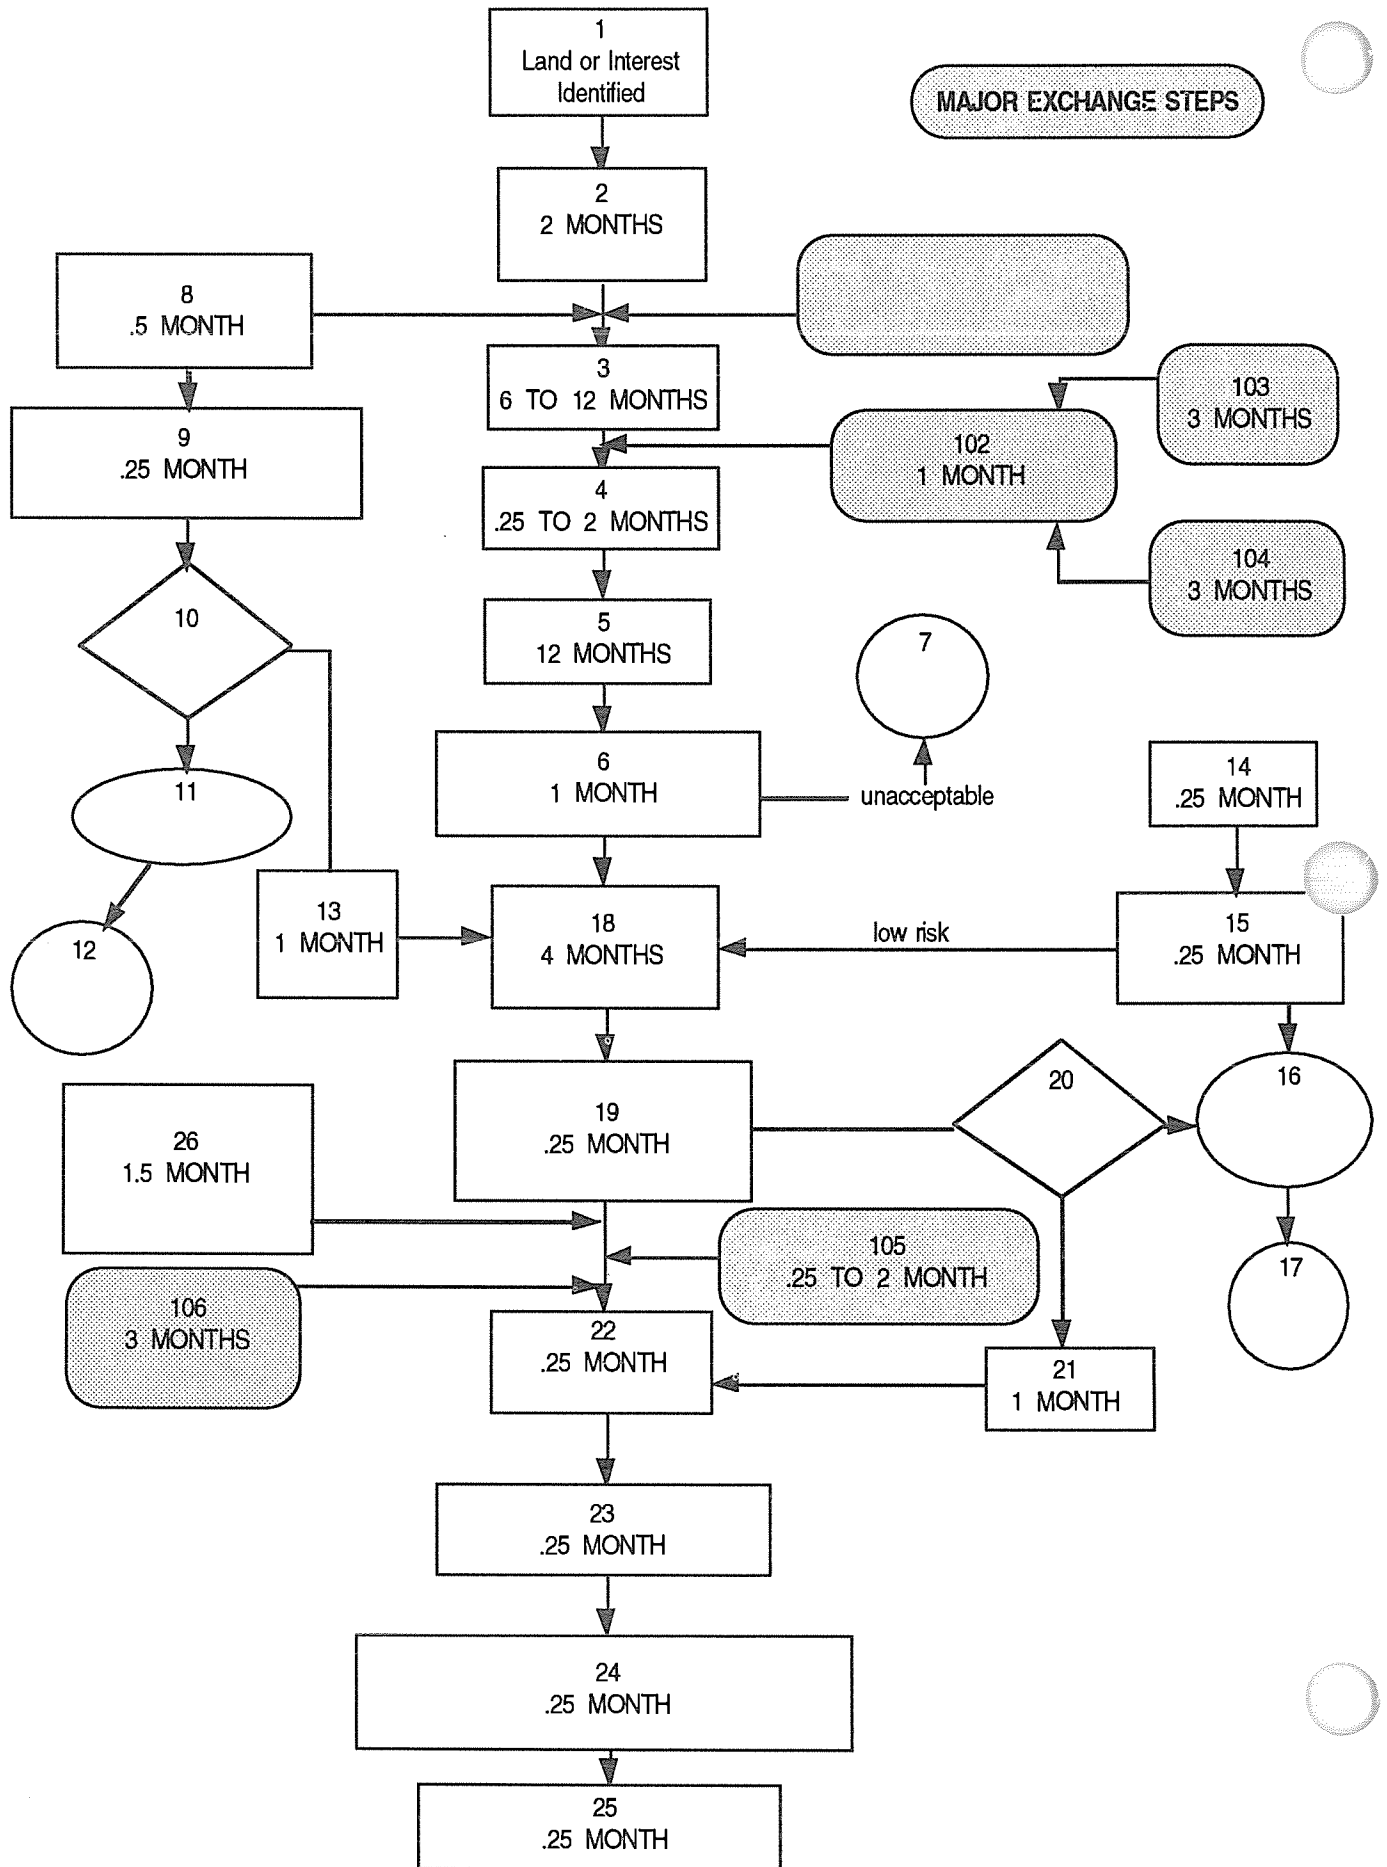 1
Land or Interest
Identified
MAJOR EXCHANGE STEPS
2
2 MONTHS
8
.5 MONTH
3
6 TO 12 MONTHS
103
3 MONTHS
9
.25 MONTH
102
1 MONTH
4
.25 TO 2 MONTHS
104
3 MONTHS
10
5
12 MONTHS
7
6
1 MONTH
unacceptable
14
.25 MONTH
11
13
1 MONTH
18
4 MONTHS
low risk
15
.25 MONTH
12
20
16
19
.25 MONTH
26
1.5 MONTH
105
.25 TO 2 MONTH
17
106
3 MONTHS
22
.25 MONTH
21
1 MONTH
23
.25 MONTH
24
.25 MONTH
25
.25 MONTH